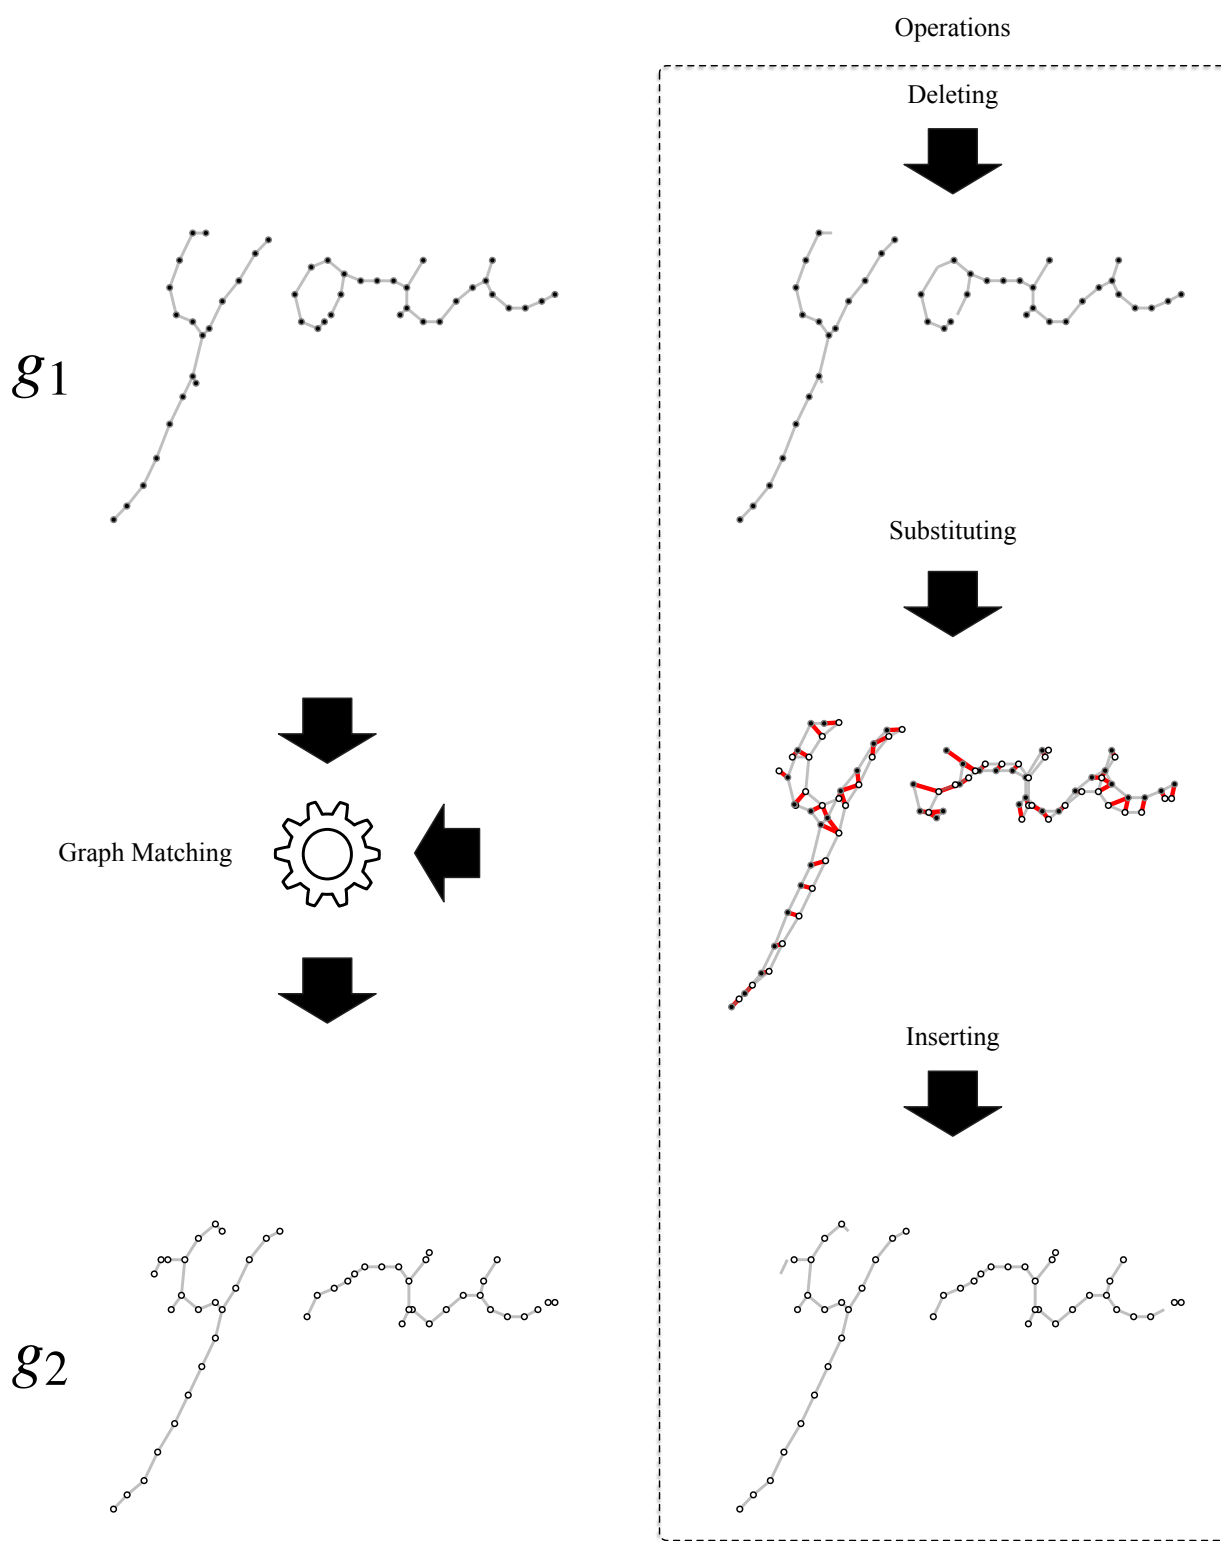 Operations
Deleting
g1
Substituting
Graph Matching
Inserting
g2